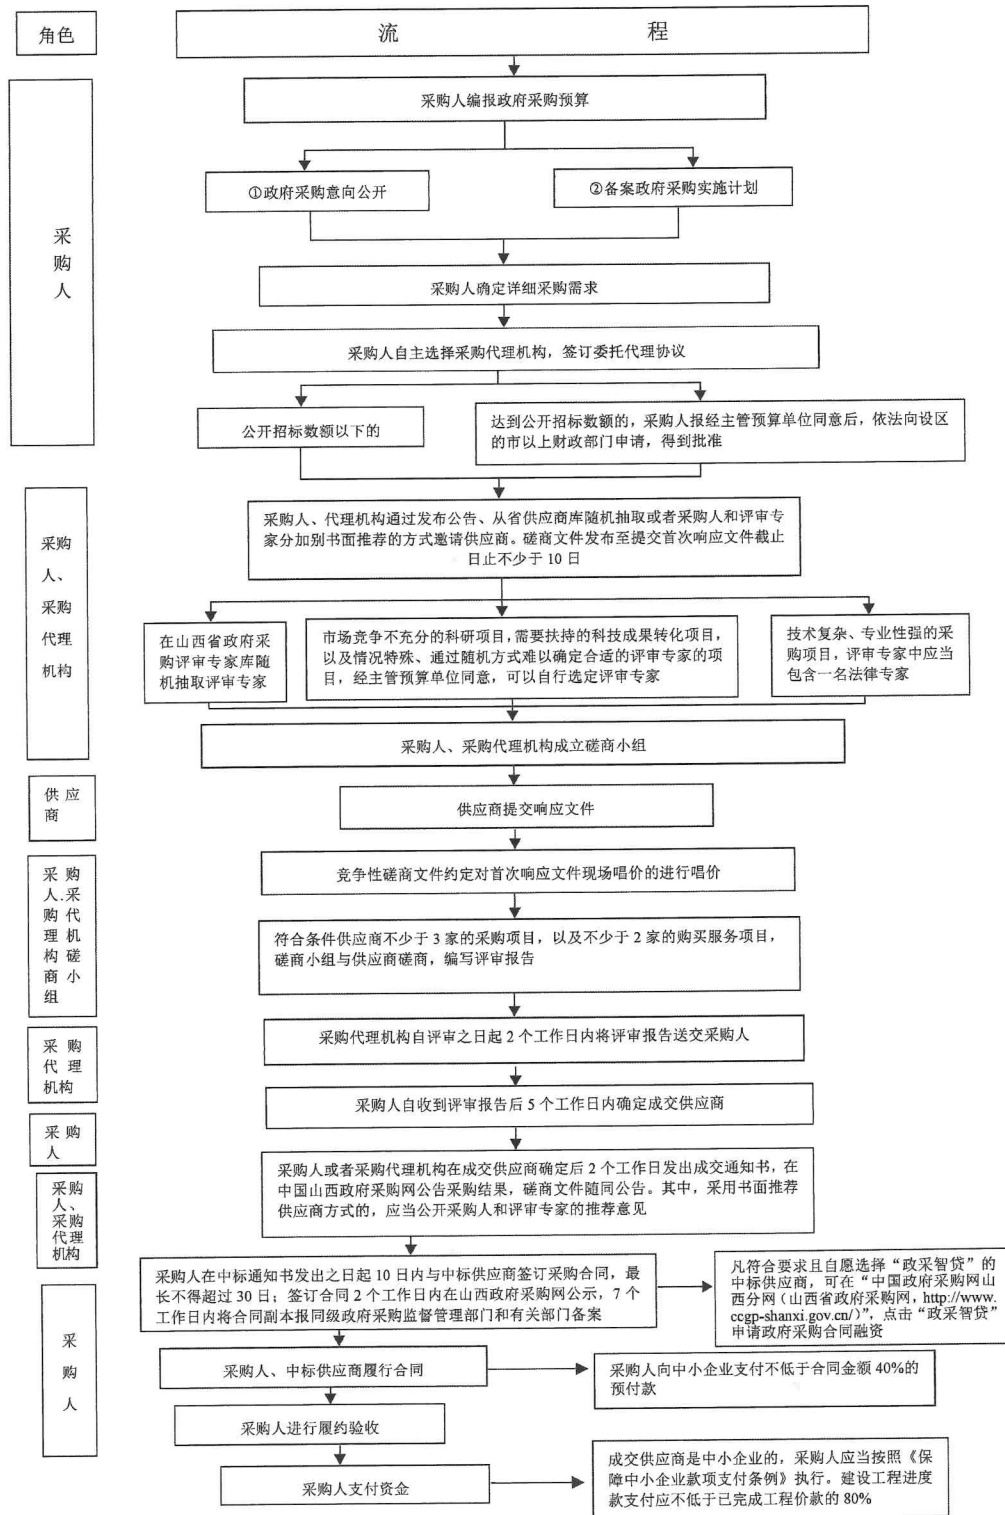 角色
流 程
采购人编报政府采购预算
①政府采购意向公开
②备案政府采购实施计划
采
购
人
采购人确定详细采购需求
采购人自主选择采购代理机构，签订委托代理协议
公开招标数额以下的
达到公开招标数额的，采购人报经主管预算单位同意后，依法向设区
的市以上财政部门申请，得到批准
采购
人、
采购
代理
机构
采购人、代理机构通过发布公告、从省供应商库随机抽取或者采购人和评审专
家分加别书面推荐的方式邀请供应商。磋商文件发布至提交首次响应文件截止
日止不少于 10 日
在山西省政府采
购评审专家库随
机抽取评审专家
市场竞争不充分的科研项目，需要扶持的科技成果转化项目，
以及情况特殊、通过随机方式难以确定合适的评审专家的项
目，经主管预算单位同意，可以自行选定评审专家
技术复杂、专业性强的采
购项目，评审专家中应当
包含一名法律专家
采购人、采购代理机构成立磋商小组
供 应
商
供应商提交响应文件
采 购
人.采
购 代
理 机
构 磋
商 小
组
竞争性磋商文件约定对首次响应文件现场唱价的进行唱价
符合条件供应商不少于 3 家的采购项目，以及不少于 2 家的购买服务项目，
磋商小组与供应商磋商，编写评审报告
采 购
代 理
机构
采购代理机构自评审之日起 2 个工作日内将评审报告送交采购人
采购人自收到评审报告后 5 个工作日内确定成交供应商
采 购
人
采购人或者采购代理机构在成交供应商确定后 2 个工作日发出成交通知书，在
中国山西政府采购网公告采购结果，磋商文件随同公告。其中，采用书面推荐
供应商方式的，应当公开采购人和评审专家的推荐意见
采购
人、
采购
代理
机构
采购人在中标通知书发出之日起 10 日内与中标供应商签订采购合同，最
长不得超过 30 日；签订合同 2 个工作日内在山西政府采购网公示，7 个
工作日内将合同副本报同级政府采购监督管理部门和有关部门备案
凡符合要求且自愿选择“政采智贷”的
中标供应商，可在“中国政府采购网山
西分网（山西省政府采购网，http://www.
ccgp-shanxi.gov.cn/）”，点击“政采智贷”
申请政府采购合同融资
采
购
人
采购人、中标供应商履行合同
采购人向中小企业支付不低于合同金额 40%的
预付款
采购人进行履约验收
采购人支付资金
成交供应商是中小企业的，采购人应当按照《保
障中小企业款项支付条例》执行。建设工程进度
款支付应不低于已完成工程价款的 80%